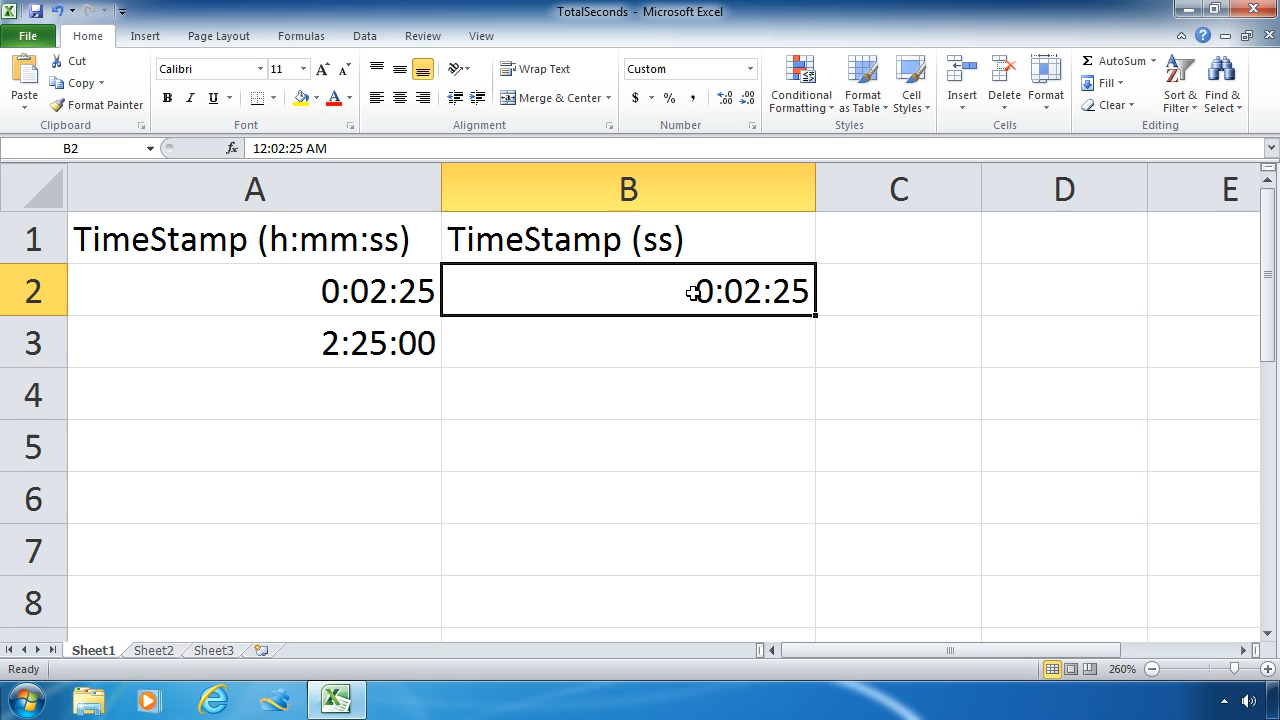 TotalSeconds - Microsoft Excel
File Home Insert Page Layout Formulas Data Review View
Paste
Cut
Copy
Format Painter
Clipboard
Calibri 11
B I U
A A
A
Font
Wrap Text
Merge & Center
Alignment
Custom
$ % ,
.00 .0
Number
Conditional Formatting
Format as Table
Cell Styles
Styles
Insert Delete Format
Cells
Σ AutoSum
Fill
Clear
Sort & Filter
Find & Select
Editing
B2 fx 12:02:25 AM
A B C D E
1 TimeStamp (h:mm:ss) TimeStamp (ss)
2 0:02:25 0:02:25
3 2:25:00
4
5
6
7
8
Sheet1 Sheet2 Sheet3
Ready 260%